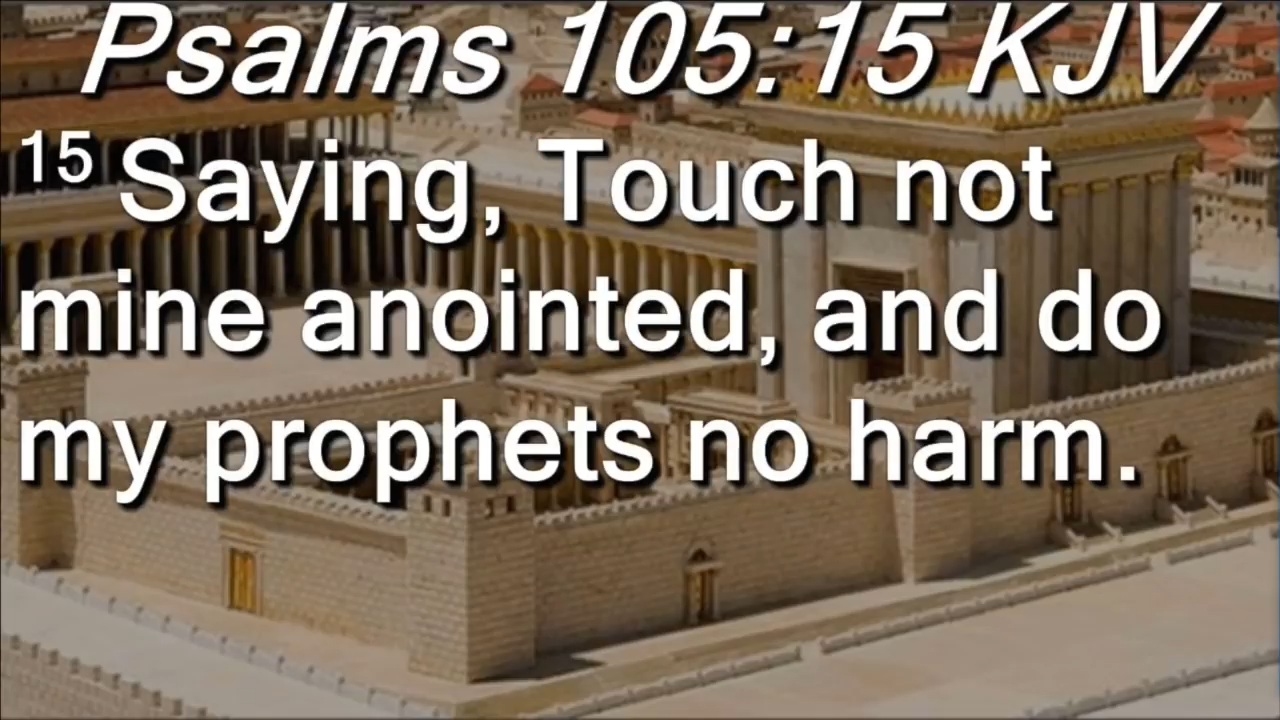 Psalms 105:15 KJV
15 Saying, Touch not
mine anointed, and do
my prophets no harm.